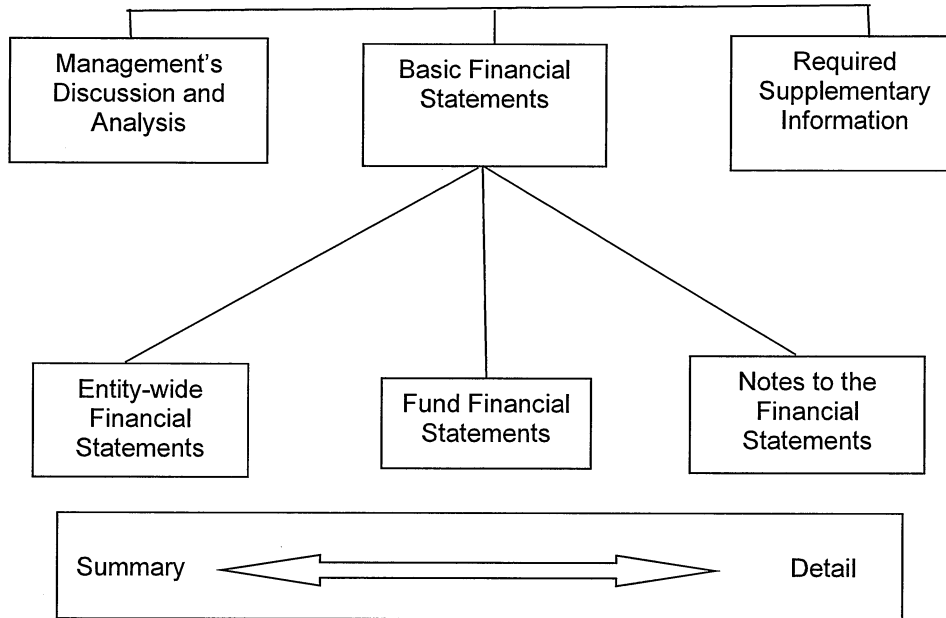 Management's
Discussion and
Analysis
Basic Financial
Statements
Required
Supplementary
Information
Entity-wide
Financial
Statements
Fund Financial
Statements
Notes to the
Financial
Statements
Summary
Detail